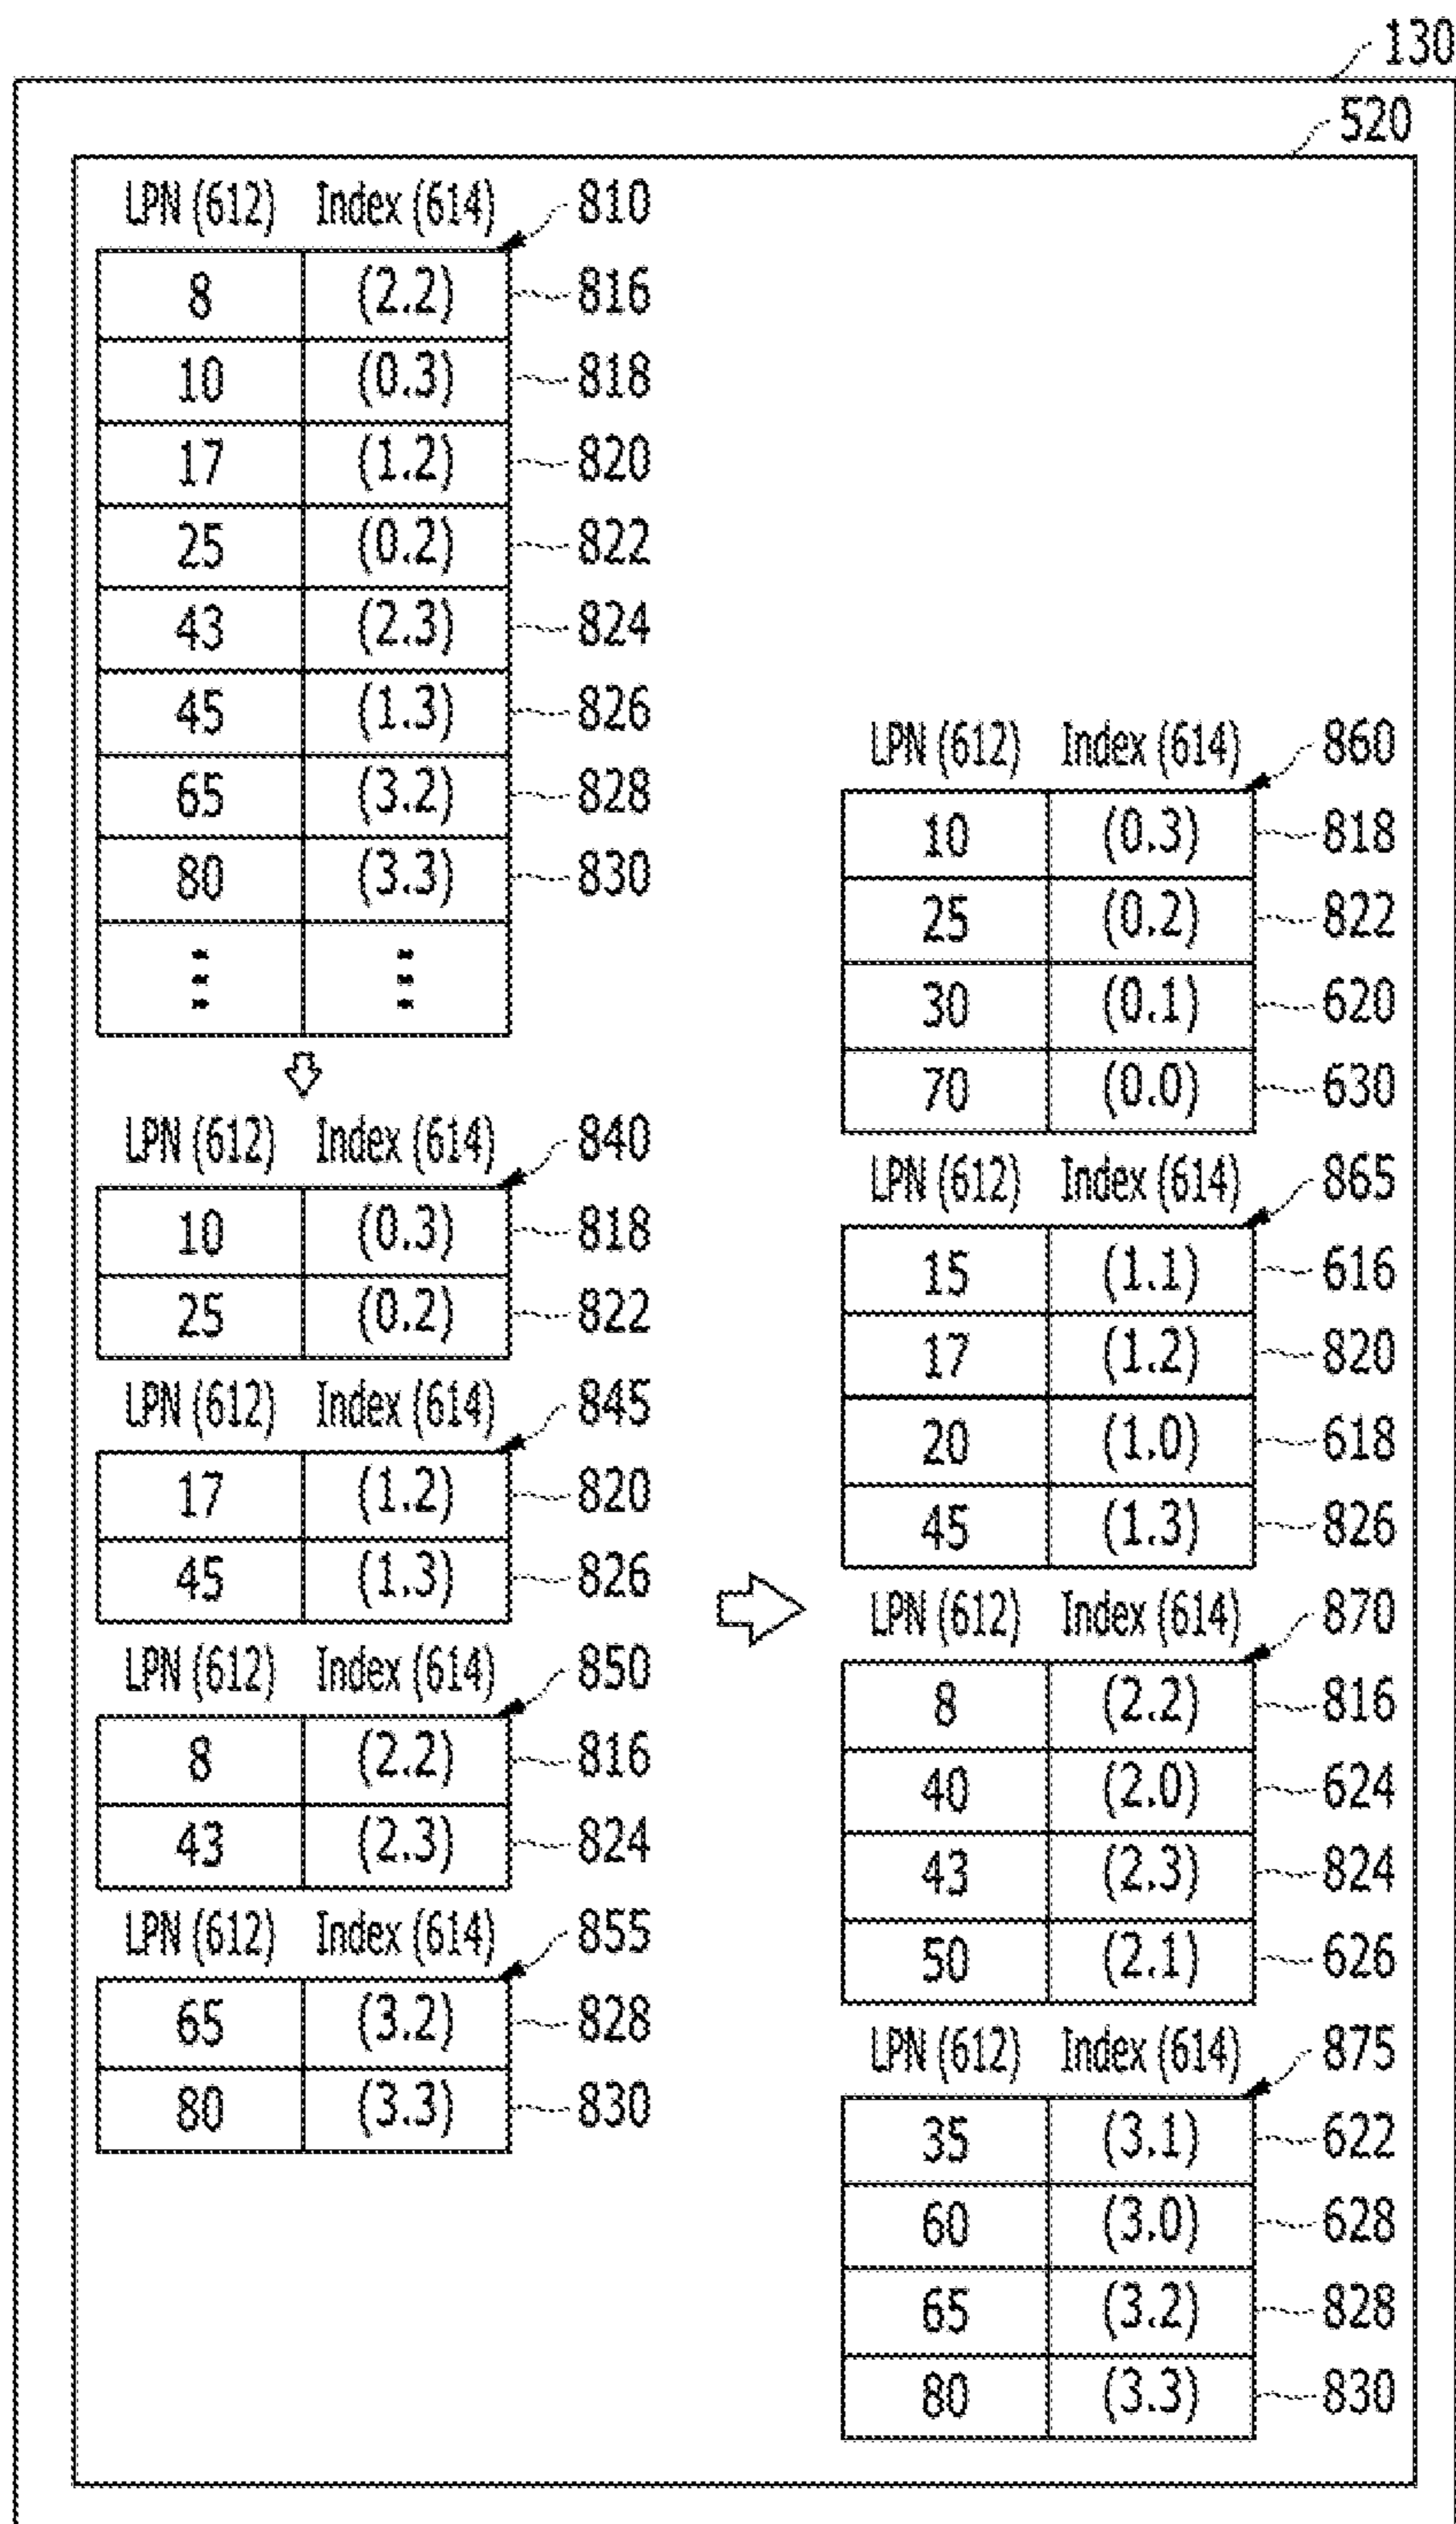 130
520
LPN (612) Index (614) 810
8 (2.2) 816
10 (0.3) 818
17 (1.2) 820
25 (0.2) 822
43 (2.3) 824
45 (1.3) 826
65 (3.2) 828
80 (3.3) 830
⋮ ⋮
LPN (612) Index (614) 840
10 (0.3) 818
25 (0.2) 822
LPN (612) Index (614) 845
17 (1.2) 820
45 (1.3) 826
LPN (612) Index (614) 850
8 (2.2) 816
43 (2.3) 824
LPN (612) Index (614) 855
65 (3.2) 828
80 (3.3) 830
LPN (612) Index (614) 860
10 (0.3) 818
25 (0.2) 822
30 (0.1) 620
70 (0.0) 630
LPN (612) Index (614) 865
15 (1.1) 616
17 (1.2) 820
20 (1.0) 618
45 (1.3) 826
LPN (612) Index (614) 870
8 (2.2) 816
40 (2.0) 624
43 (2.3) 824
50 (2.1) 626
LPN (612) Index (614) 875
35 (3.1) 622
60 (3.0) 628
65 (3.2) 828
80 (3.3) 830